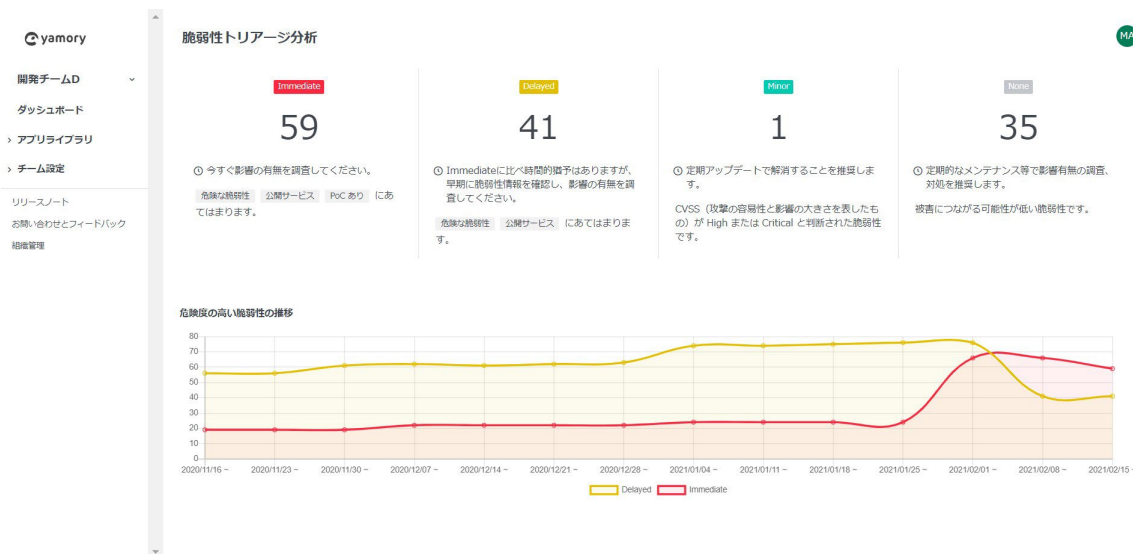 yamory
脆弱性トリアージ分析
MA
開発チームD
ダッシュボード
アプリライブラリ
チーム設定
リリースノート
お問い合わせとフィードバック
組織管理
Immediate
59
今すぐ影響の有無を調査してください。
危険な脆弱性 公開サービス PoC あり にあ
てはまります。
Delayed
41
Immediateに比べ時間的猶予はありますが、
早期に脆弱性情報を確認し、影響の有無を調
査してください。
危険な脆弱性 公開サービス にあてはまりま
す。
Minor
1
定期アップデートで解消することを推奨しま
す。
CVSS（攻撃の容易性と影響の大きさを表したも
の）が High または Critical と判断された脆弱性
です。
None
35
定期的なメンテナンス等で影響有無の調査、
対処を推奨します。
被害につながる可能性が低い脆弱性です。
危険度の高い脆弱性の推移
80
70
60
50
40
30
20
10
0
2020/11/16 ~ 2020/11/23 ~ 2020/11/30 ~ 2020/12/07 ~ 2020/12/14 ~ 2020/12/21 ~ 2020/12/28 ~ 2021/01/04 ~ 2021/01/11 ~ 2021/01/18 ~ 2021/01/25 ~ 2021/02/01 ~ 2021/02/08 ~ 2021/02/15 ~
Delayed Immediate